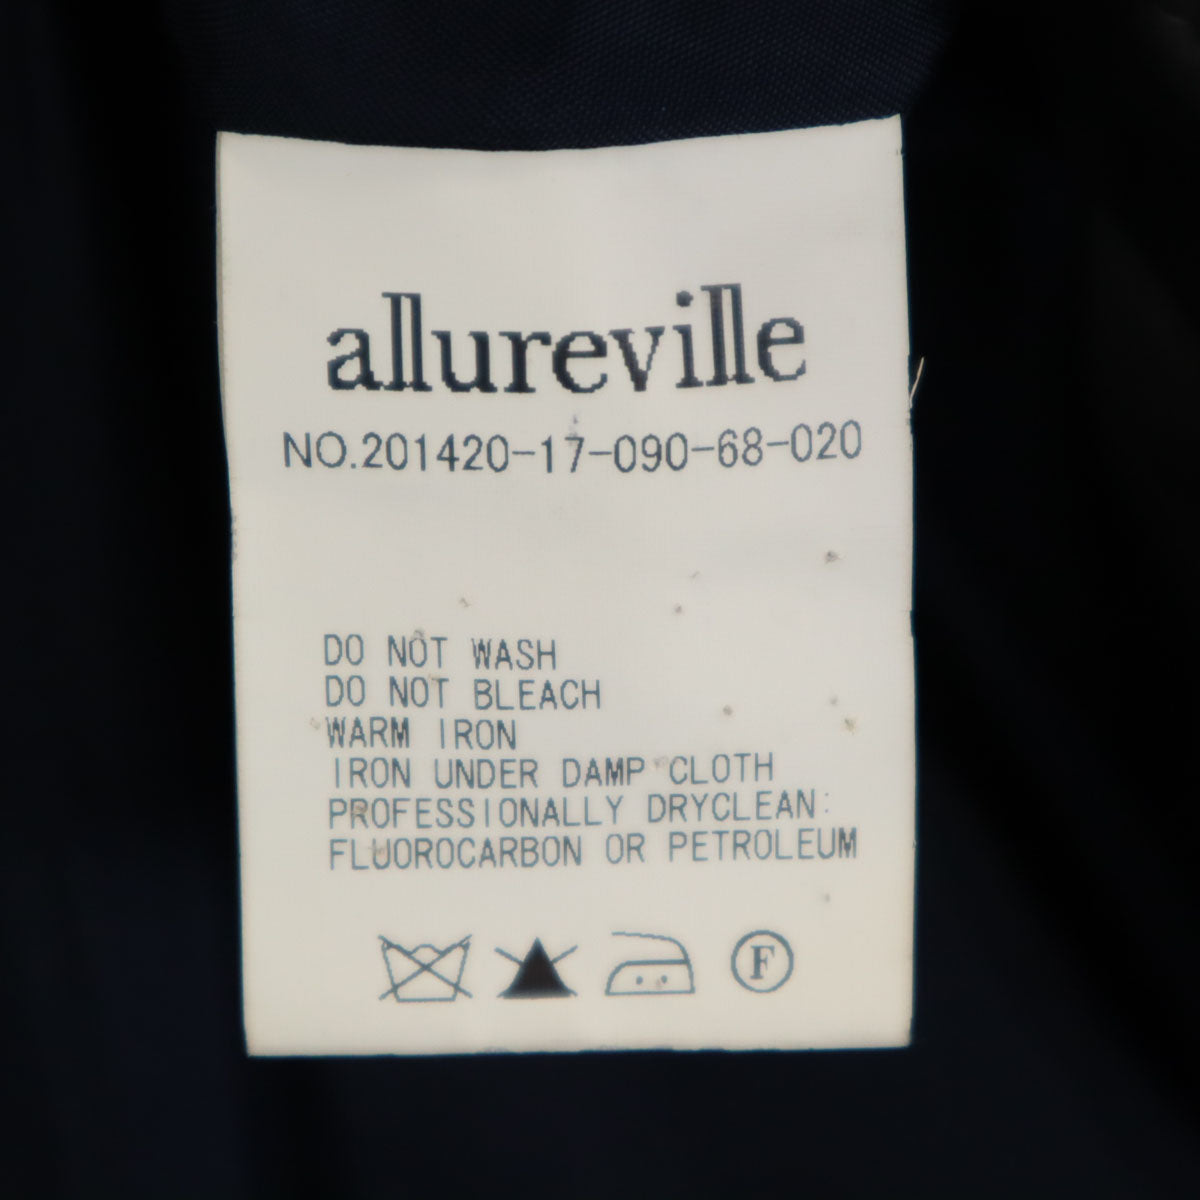 allureville
NO.201420-17-090-68-020
DO NOT WASH
DO NOT BLEACH
WARM IRON
IRON UNDER DAMP CLOTH
PROFESSIONALLY DRYCLEAN:
FLUOROCARBON OR PETROLEUM
F